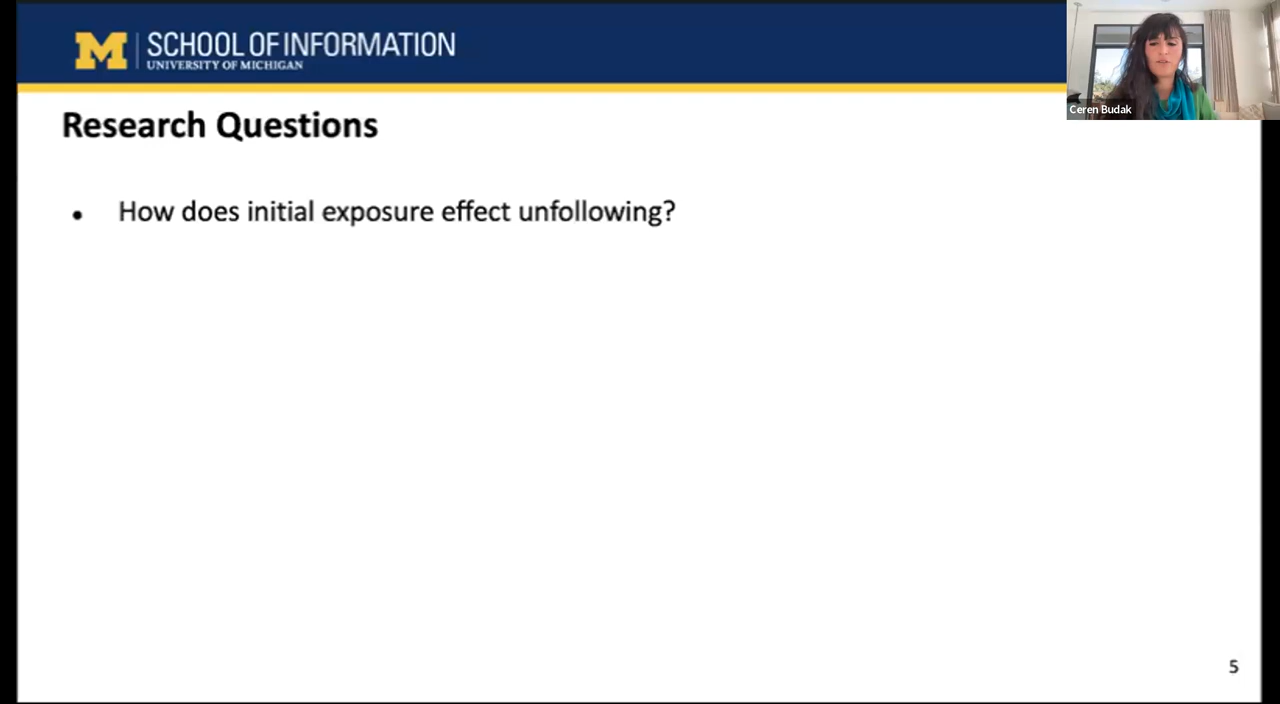 M
SCHOOL OF INFORMATION
UNIVERSITY OF MICHIGAN
Ceren Budak
Research Questions
• How does initial exposure effect unfollowing?
5